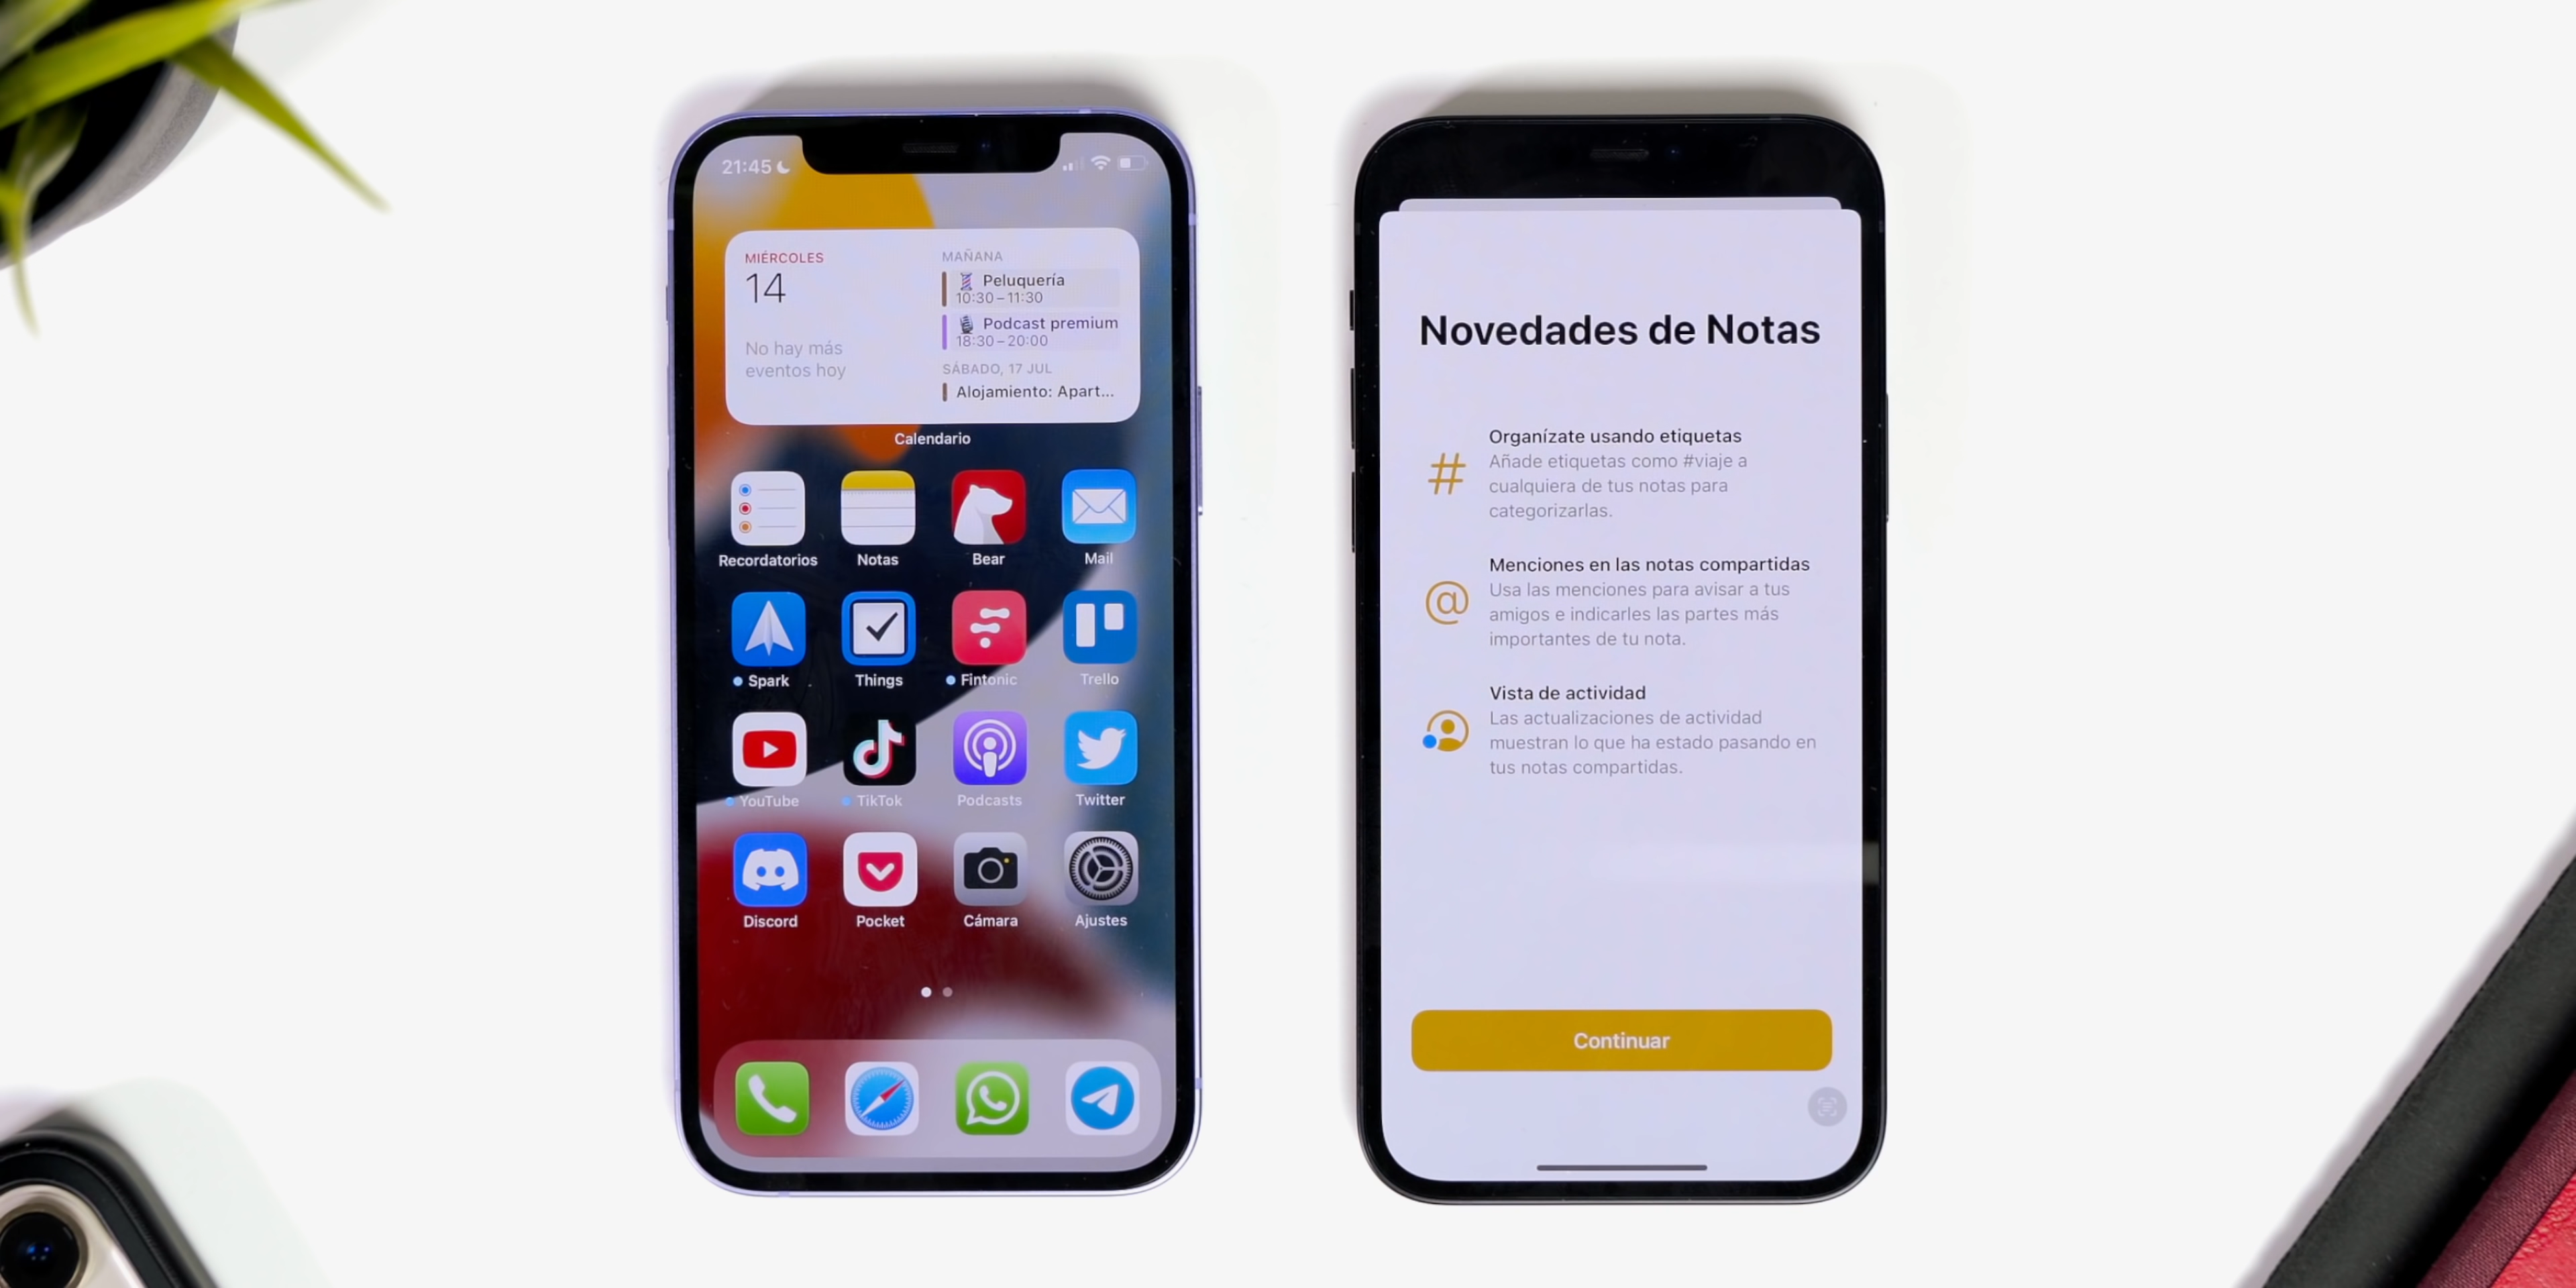 21:45
MIÉRCOLES
14
No hay más
eventos hoy
MAÑANA
Peluquería
10:30 – 11:30
Podcast premium
18:30 – 20:00
SÁBADO, 17 JUL
Alojamiento: Apart...
Calendario
Recordatorios Notas Bear Mail
Spark Things Fintonic Trello
YouTube TikTok Podcasts Twitter
Discord Pocket Cámara Ajustes
Novedades de Notas
#
Organízate usando etiquetas
Añade etiquetas como #viaje a
cualquiera de tus notas para
categorizarlas.
@
Menciones en las notas compartidas
Usa las menciones para avisar a tus
amigos e indicarles las partes más
importantes de tu nota.
Vista de actividad
Las actualizaciones de actividad
muestran lo que ha estado pasando en
tus notas compartidas.
Continuar